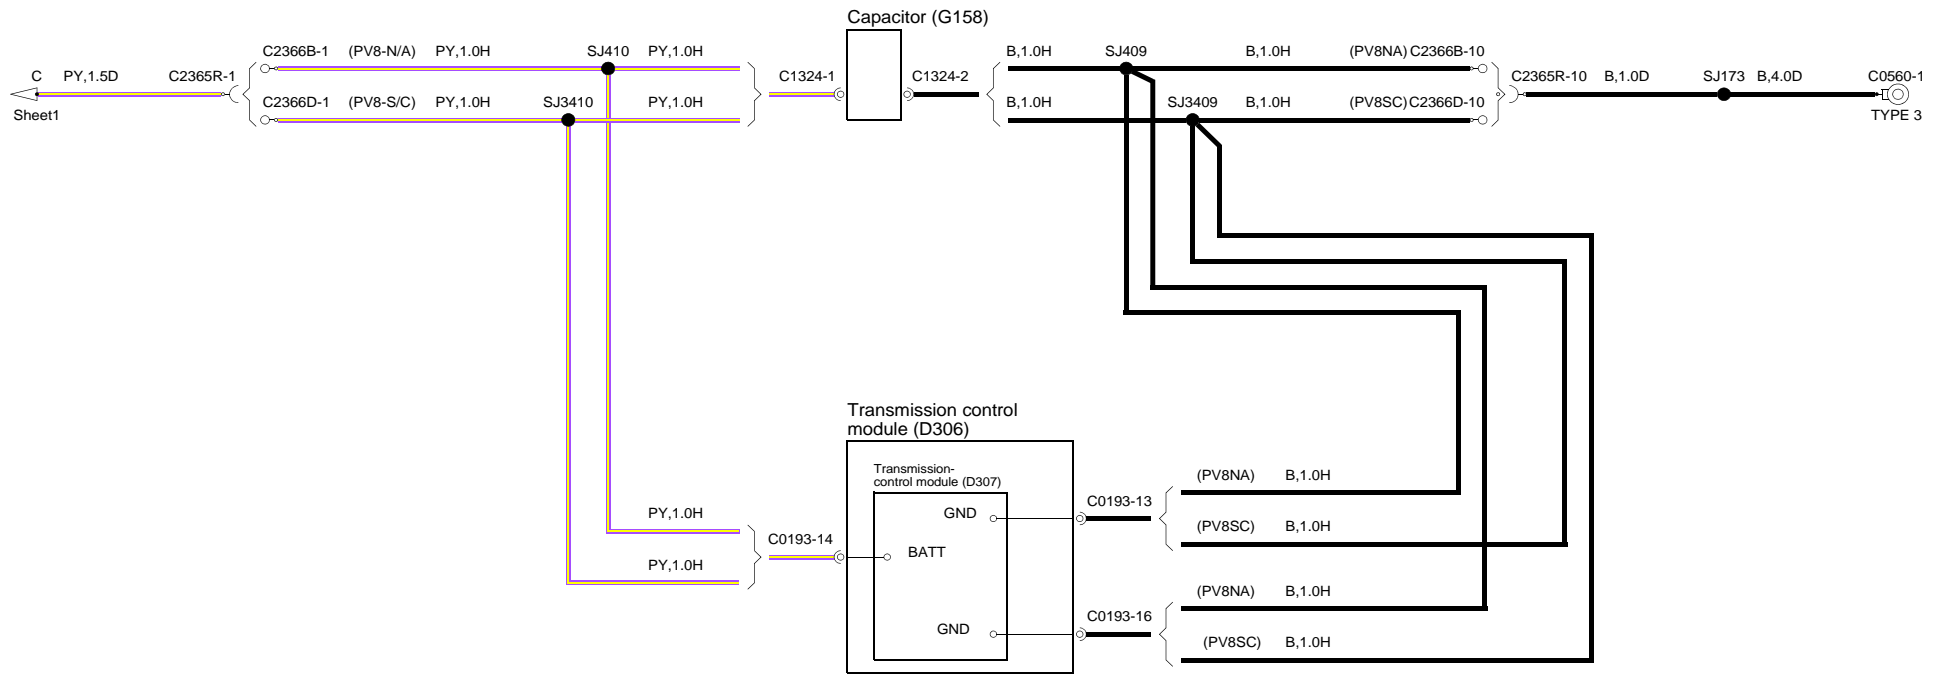 Capacitor (G158)
C2366B-1 (PV8-N/A) PY,1.0H SJ410 PY,1.0H B,1.0H SJ409 B,1.0H (PV8NA) C2366B-10
C PY,1.5D C2365R-1 C1324-1 C1324-2 C2365R-10 B,1.0D SJ173 B,4.0D C0560-1
C2366D-1 (PV8-S/C) PY,1.0H SJ3410 PY,1.0H B,1.0H SJ3409 B,1.0H (PV8SC) C2366D-10
Sheet1 TYPE 3
Transmission control
module (D306)
Transmission-
control module (D307)
(PV8NA) B,1.0H
C0193-13
PY,1.0H GND
(PV8SC) B,1.0H
C0193-14 BATT
PY,1.0H
(PV8NA) B,1.0H
C0193-16
GND
(PV8SC) B,1.0H